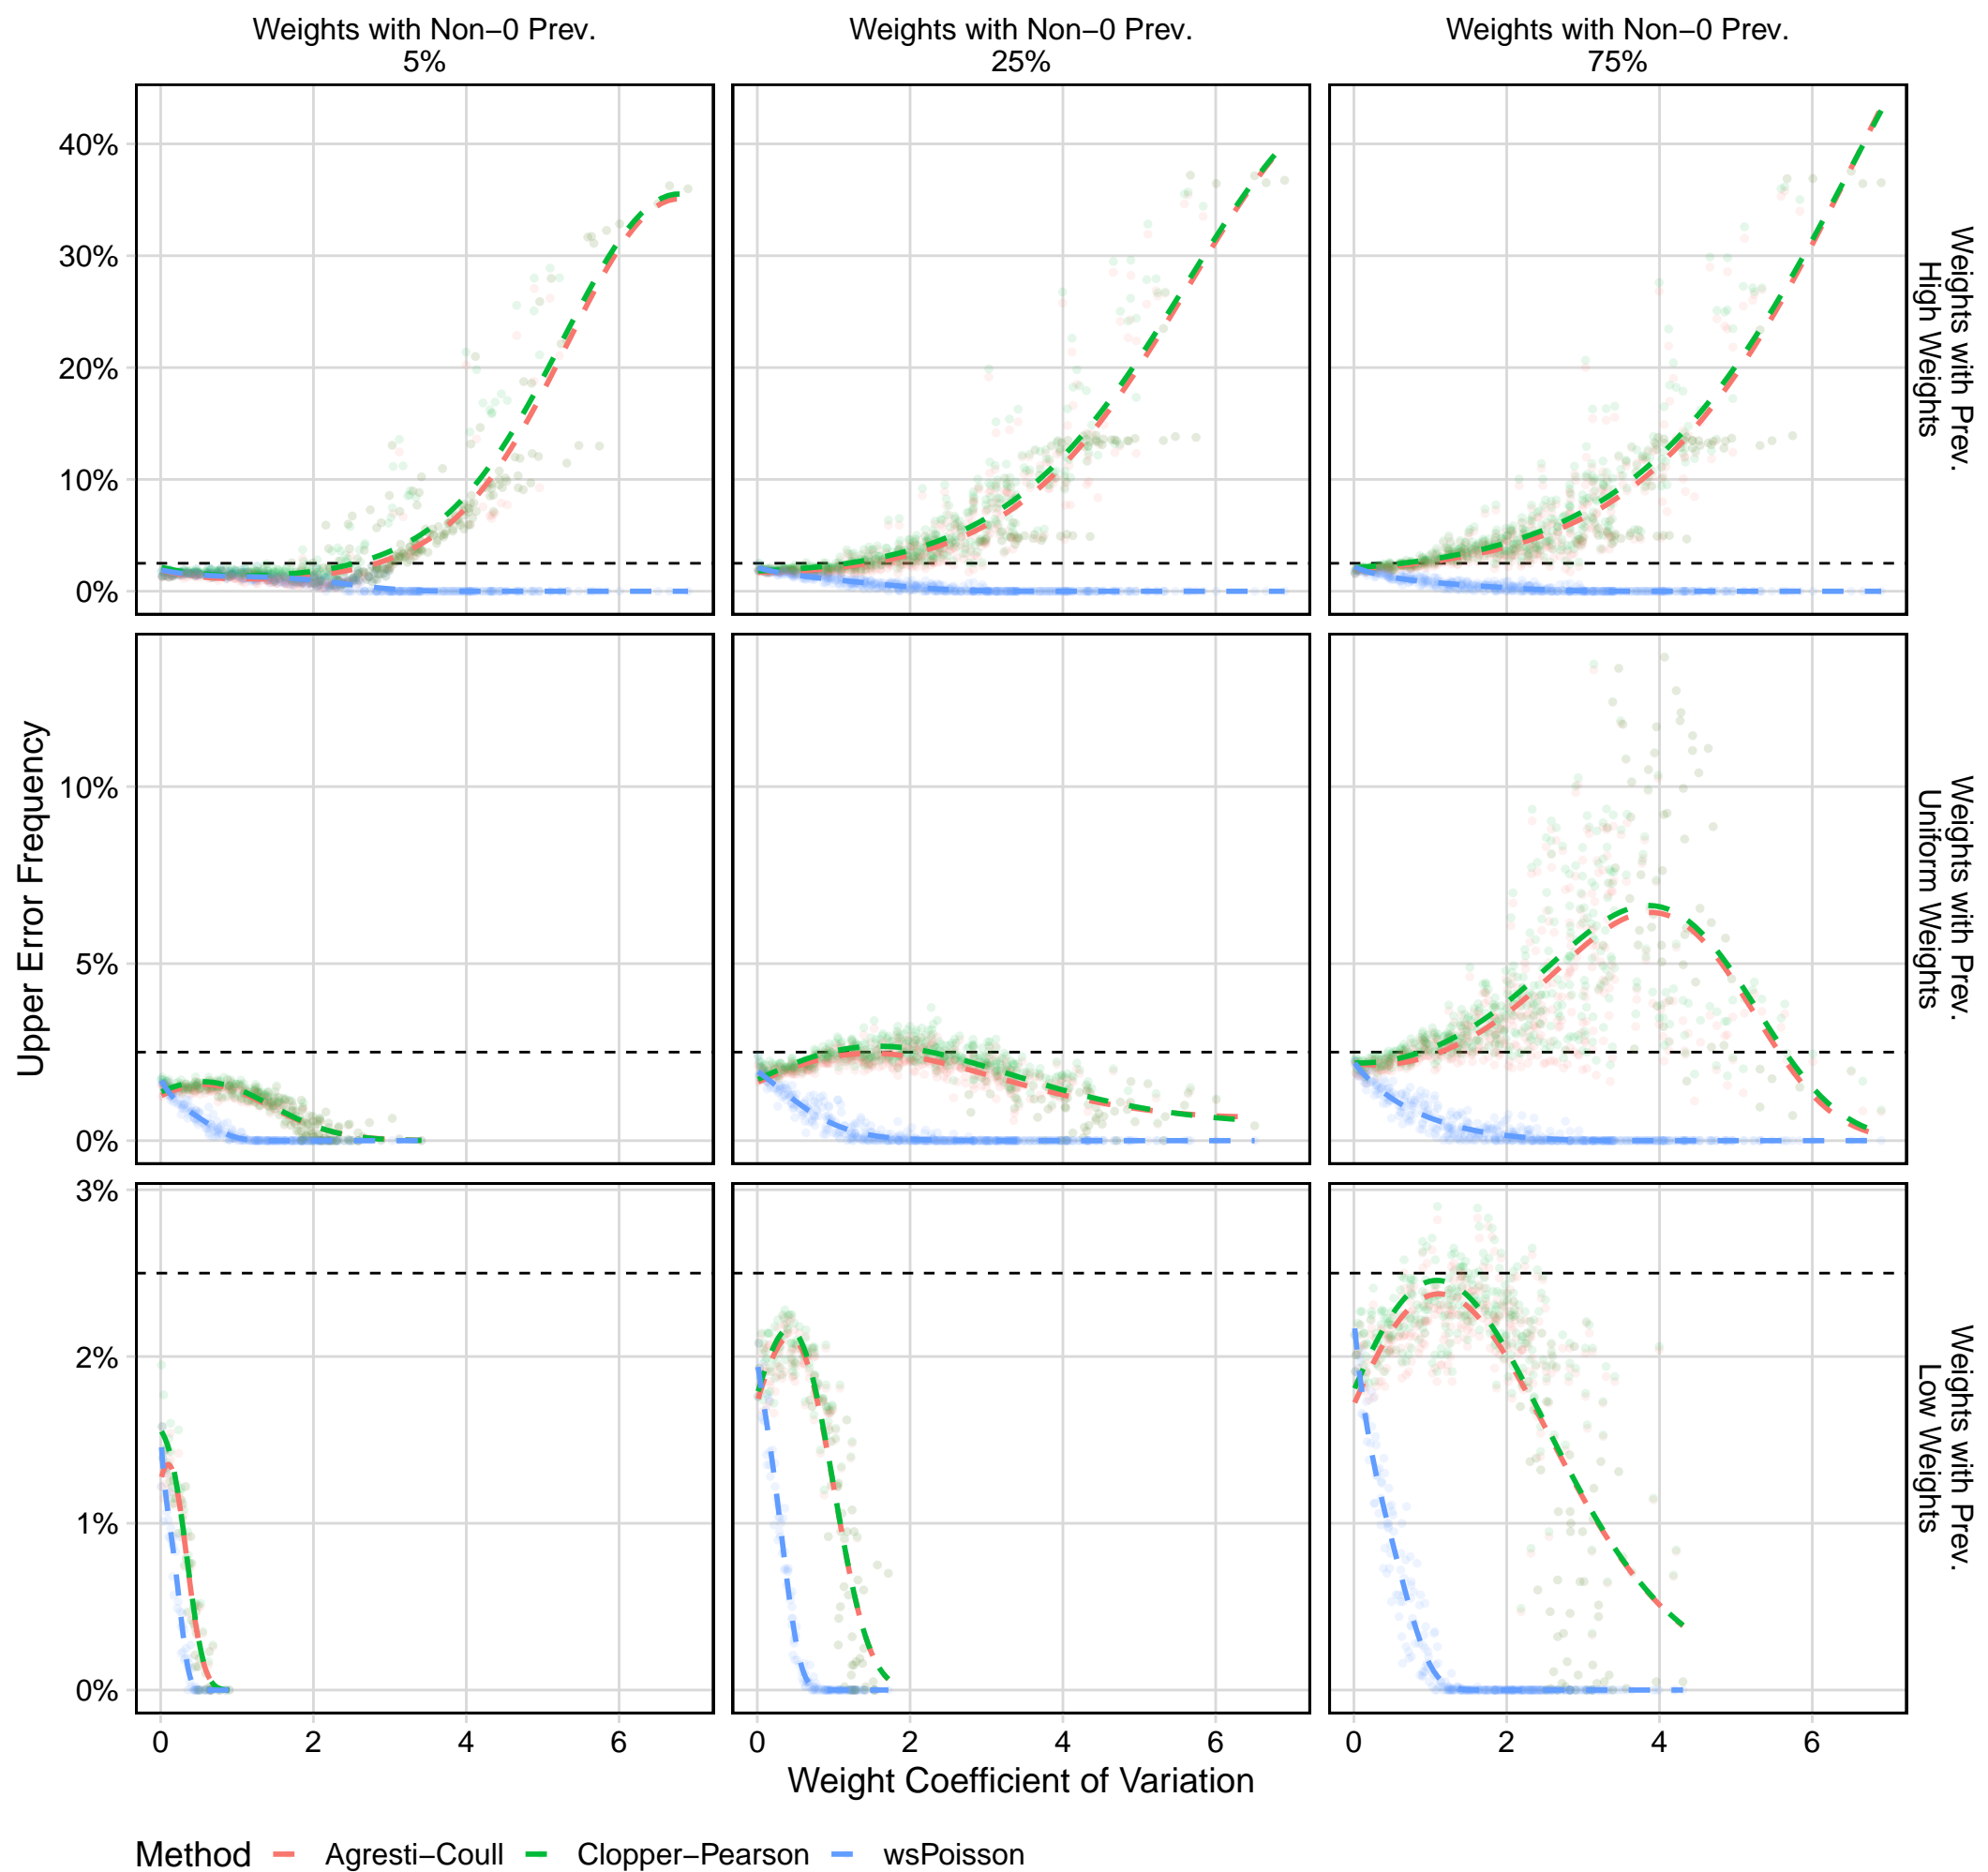 Weights with Non−0 Prev.
5%
Weights with Non−0 Prev.
25%
Weights with Non−0 Prev.
75%
40%
30%
20%
10%
0%
Weights with Prev.
High Weights
10%
5%
0%
Weights with Prev.
Uniform Weights
3%
2%
1%
0%
Weights with Prev.
Low Weights
Upper Error Frequency
0 2 4 6
0 2 4 6
0 2 4 6
Weight Coefficient of Variation
Method Agresti−Coull Clopper−Pearson wsPoisson